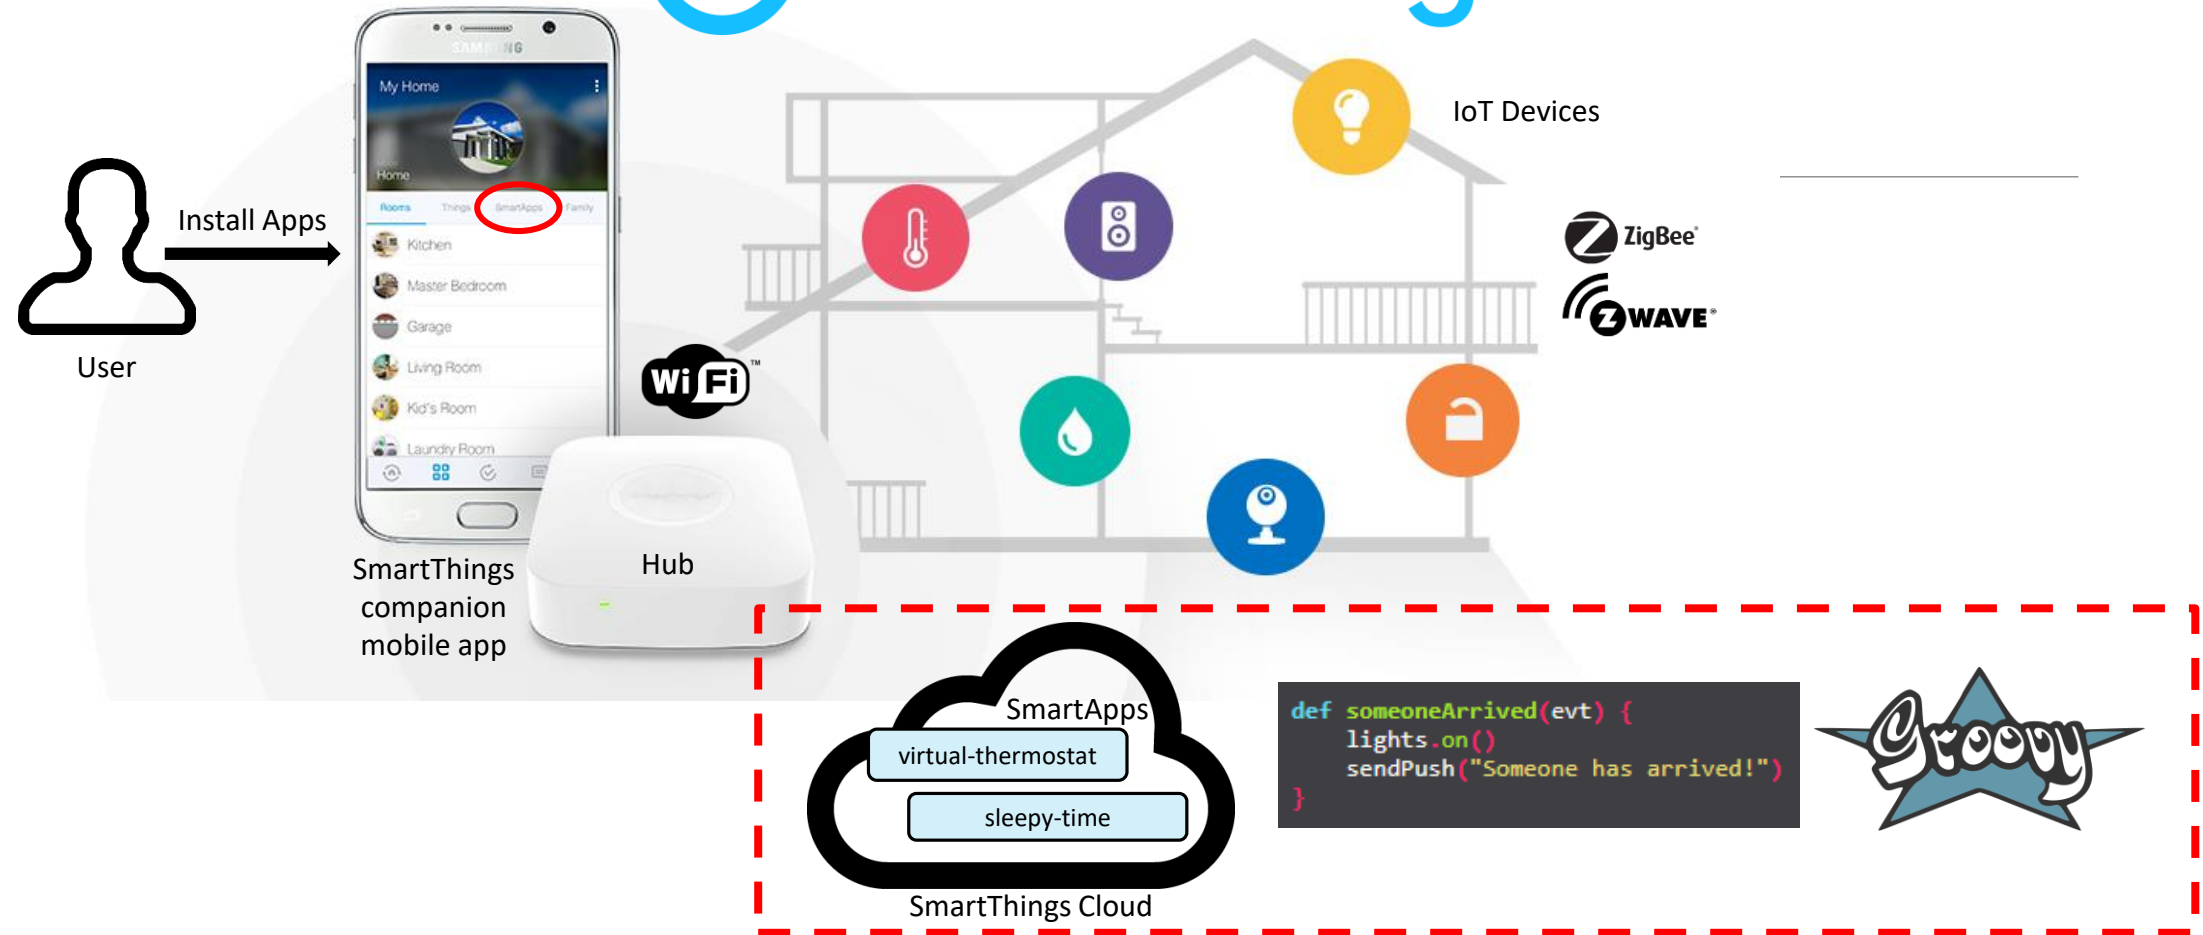 SAMSUNG
My Home
Home
Rooms Things SmartApps Family
Kitchen
Master Bedroom
Garage
Living Room
Kid's Room
Laundry Room
Install Apps
User
SmartThings
companion
mobile app
WiFi™
Hub
IoT Devices
ZigBee®
Z WAVE®
SmartApps
virtual-thermostat
sleepy-time
SmartThings Cloud
def someoneArrived(evt) {
lights.on()
sendPush("Someone has arrived!")
}
Groovy